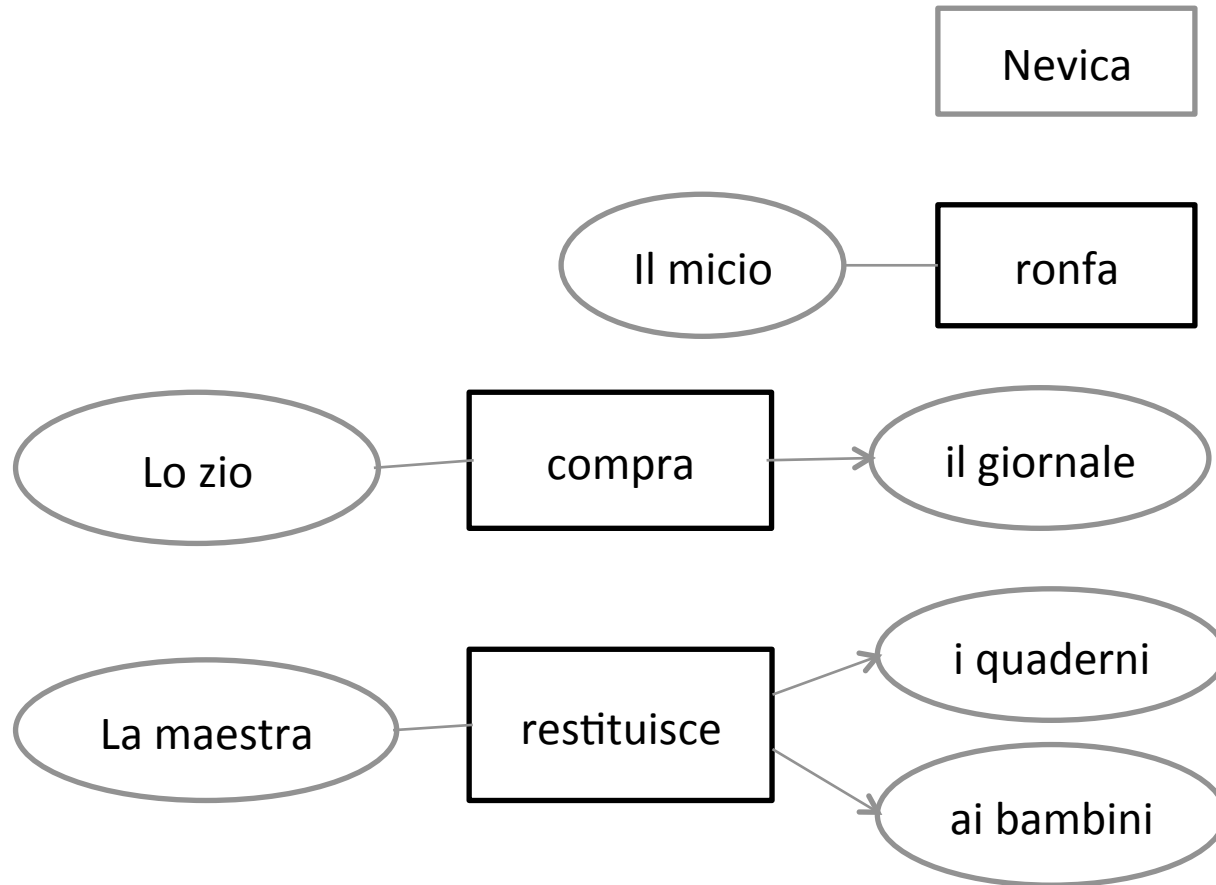 Nevica
Il micio ronfa
Lo zio compra il giornale
La maestra restituisce i quaderni
ai bambini